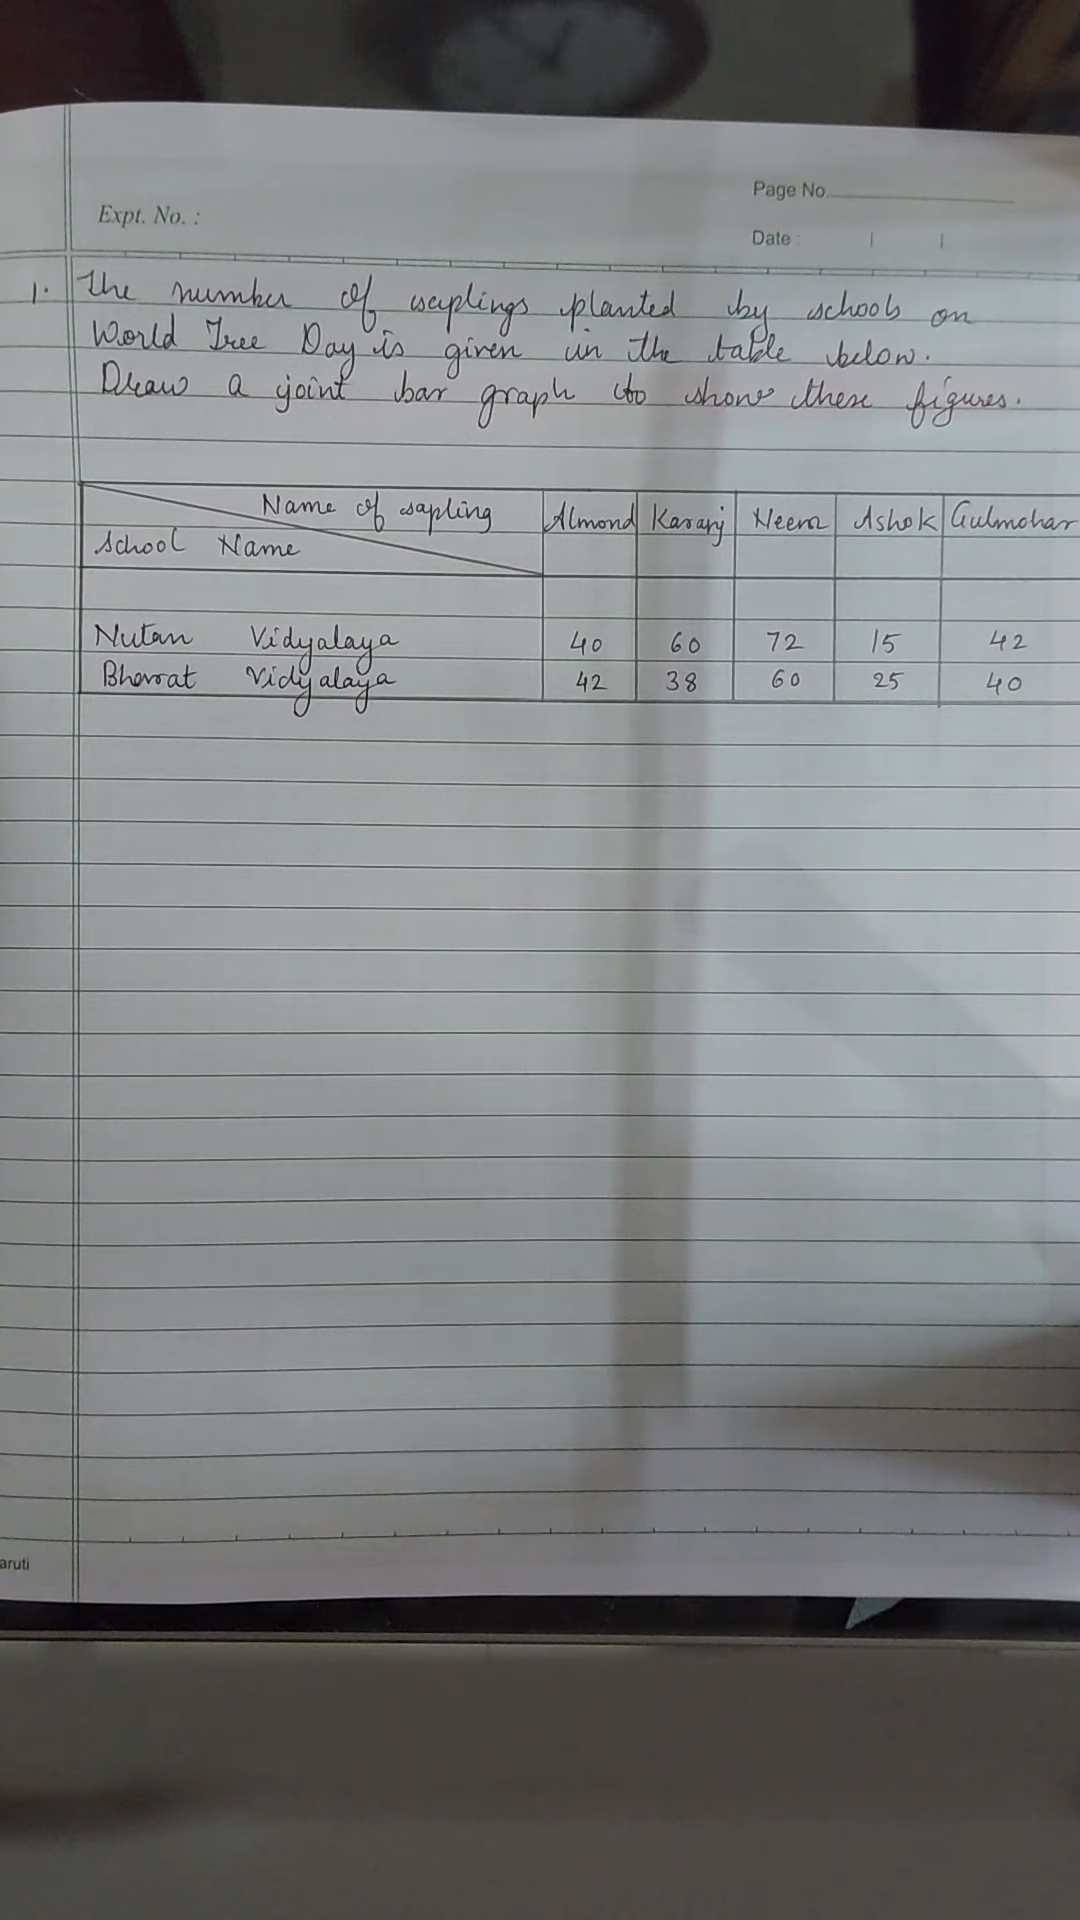 Page No.
Expt. No. :
Date :
1. The number of saplings planted by schools on
World Tree Day is given in the table below.
Draw a joint bar graph to show these figures.
Name of sapling Almond Karanj Neem Ashok Gulmohar
School Name
Nutan Vidyalaya 40 60 72 15 42
Bharat Vidyalaya 42 38 60 25 40
aruti